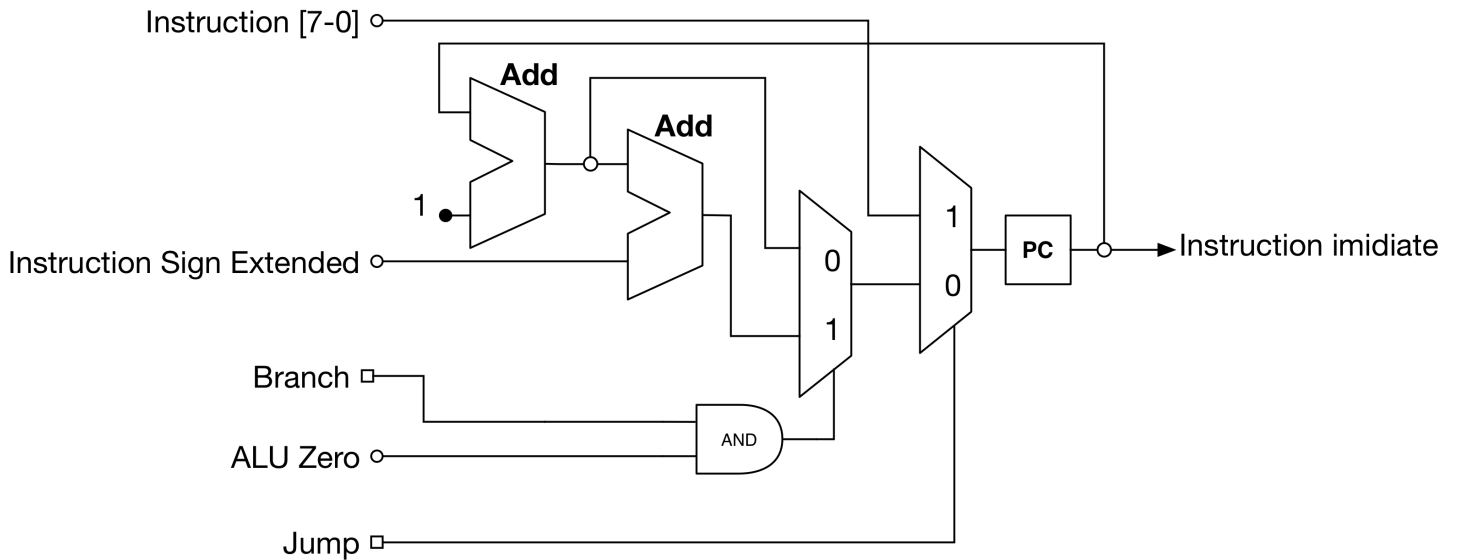 Instruction [7-0]
Add
Add
1
Instruction Sign Extended
0
1
1
0
PC
Instruction imidiate
Branch
AND
ALU Zero
Jump